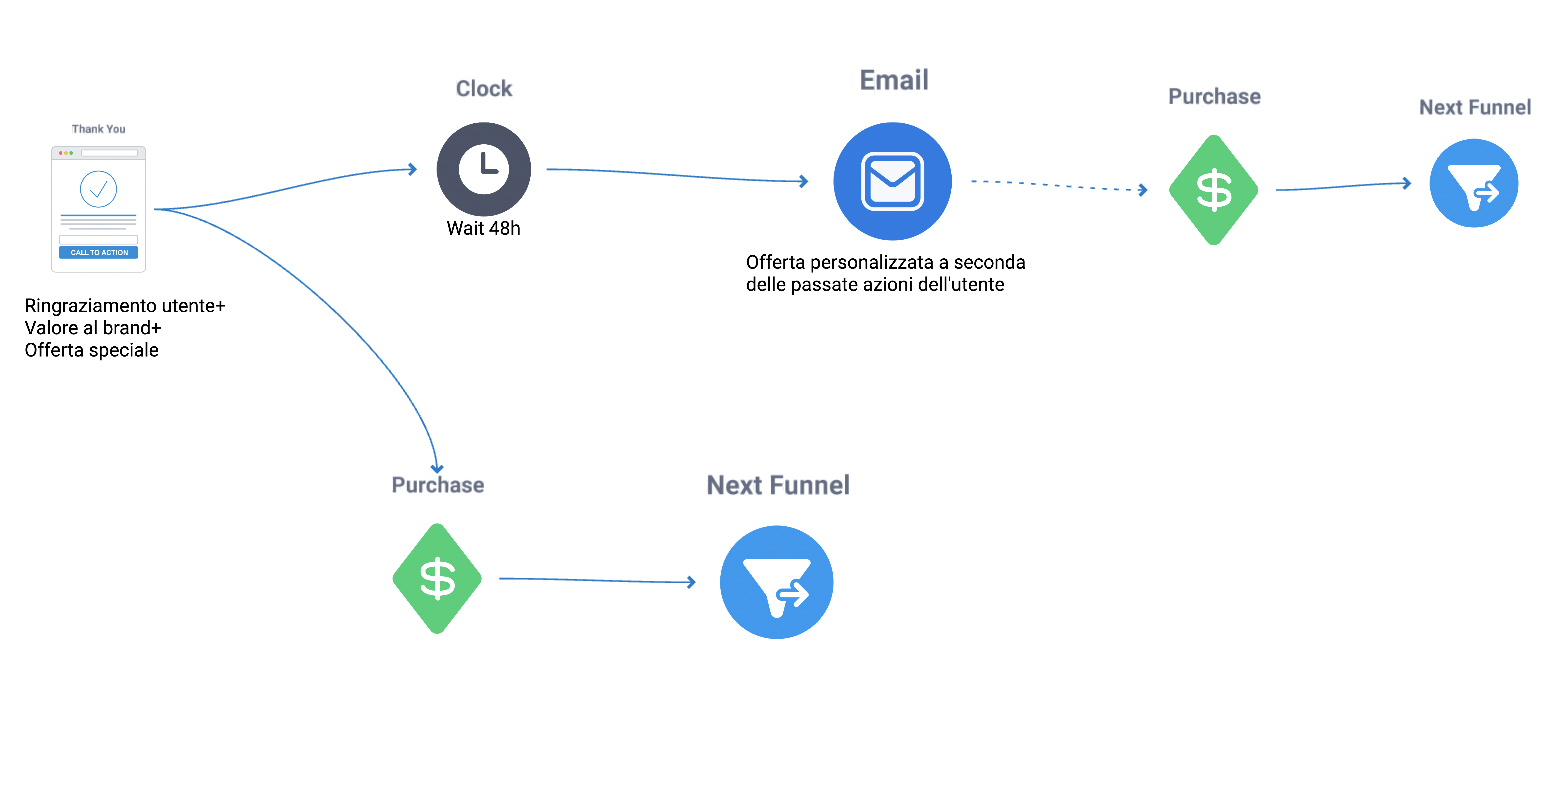 Thank You
CALL TO ACTION
Ringraziamento utente+
Valore al brand+
Offerta speciale
Clock
Wait 48h
Email
Offerta personalizzata a seconda
delle passate azioni dell'utente
Purchase
Next Funnel
Purchase
Next Funnel